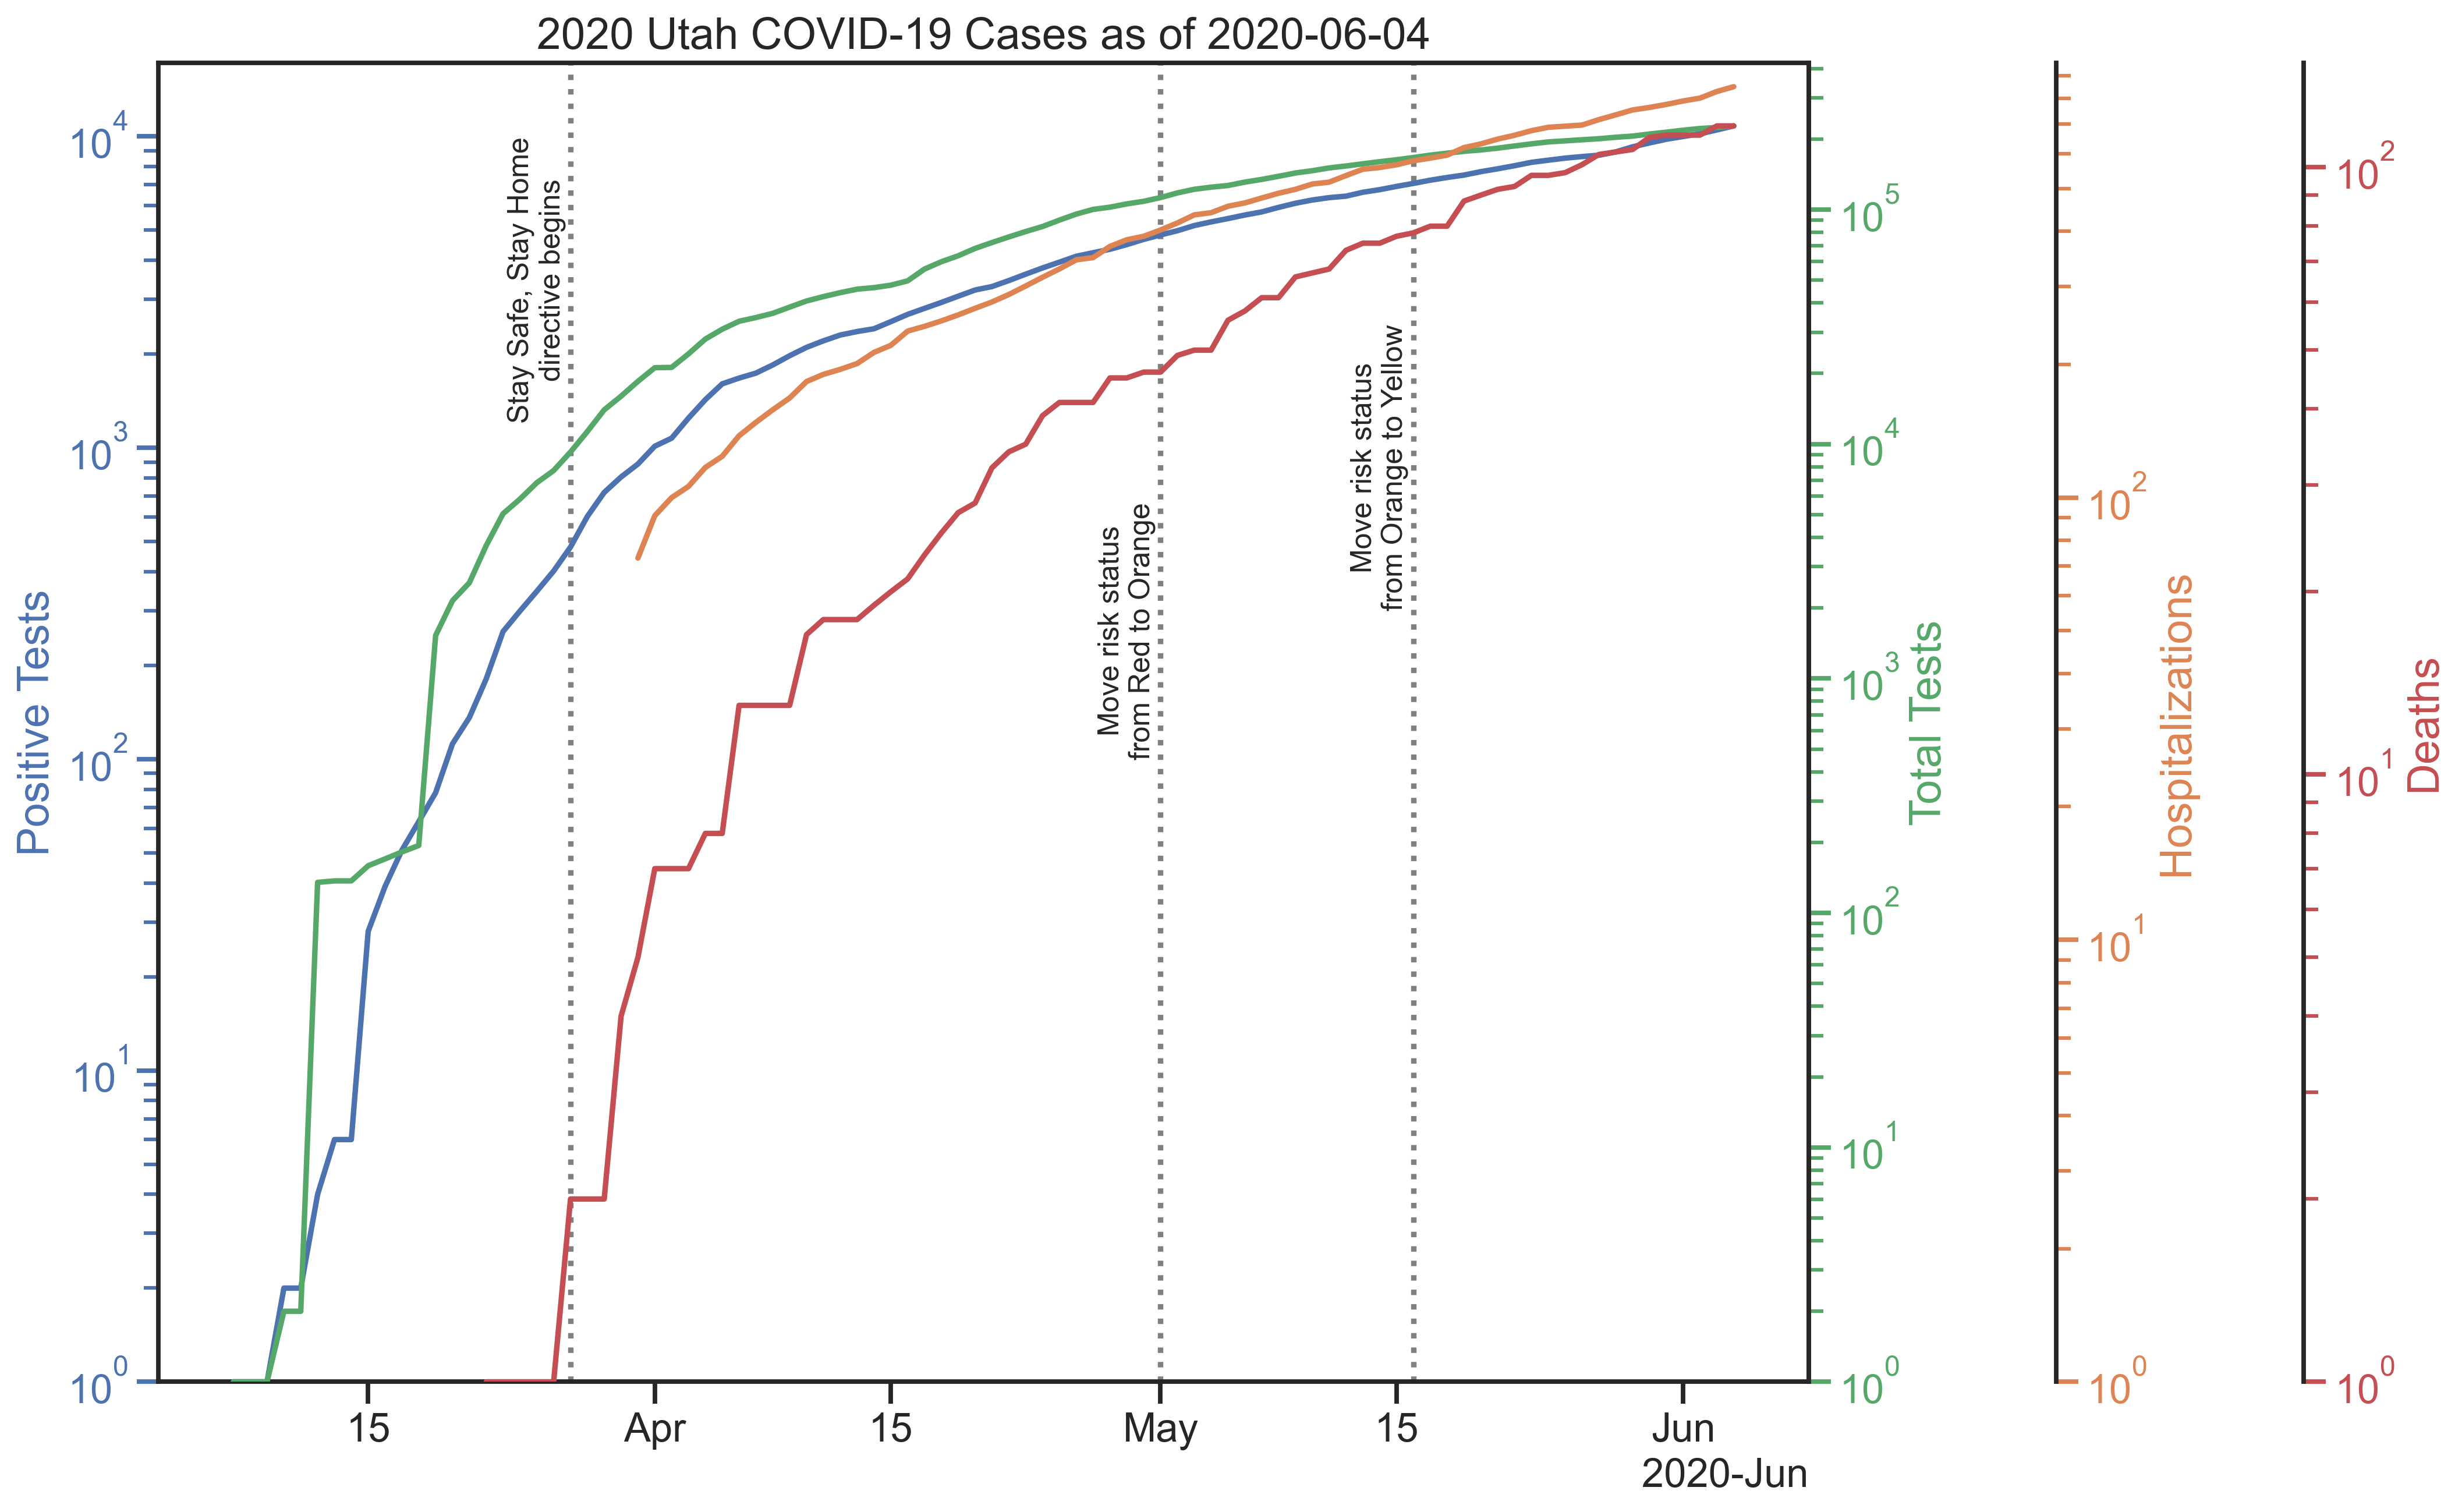 2020 Utah COVID-19 Cases as of 2020-06-04
Positive Tests
10^4
10^3
10^2
10^1
10^0
Stay Safe, Stay Home
directive begins
Move risk status
from Red to Orange
Move risk status
from Orange to Yellow
10^5
10^4
10^3
10^2
10^1
10^0
Total Tests
10^2
10^1
10^0
Hospitalizations
10^2
10^1
10^0
Deaths
15
Apr
15
May
15
Jun
2020-Jun